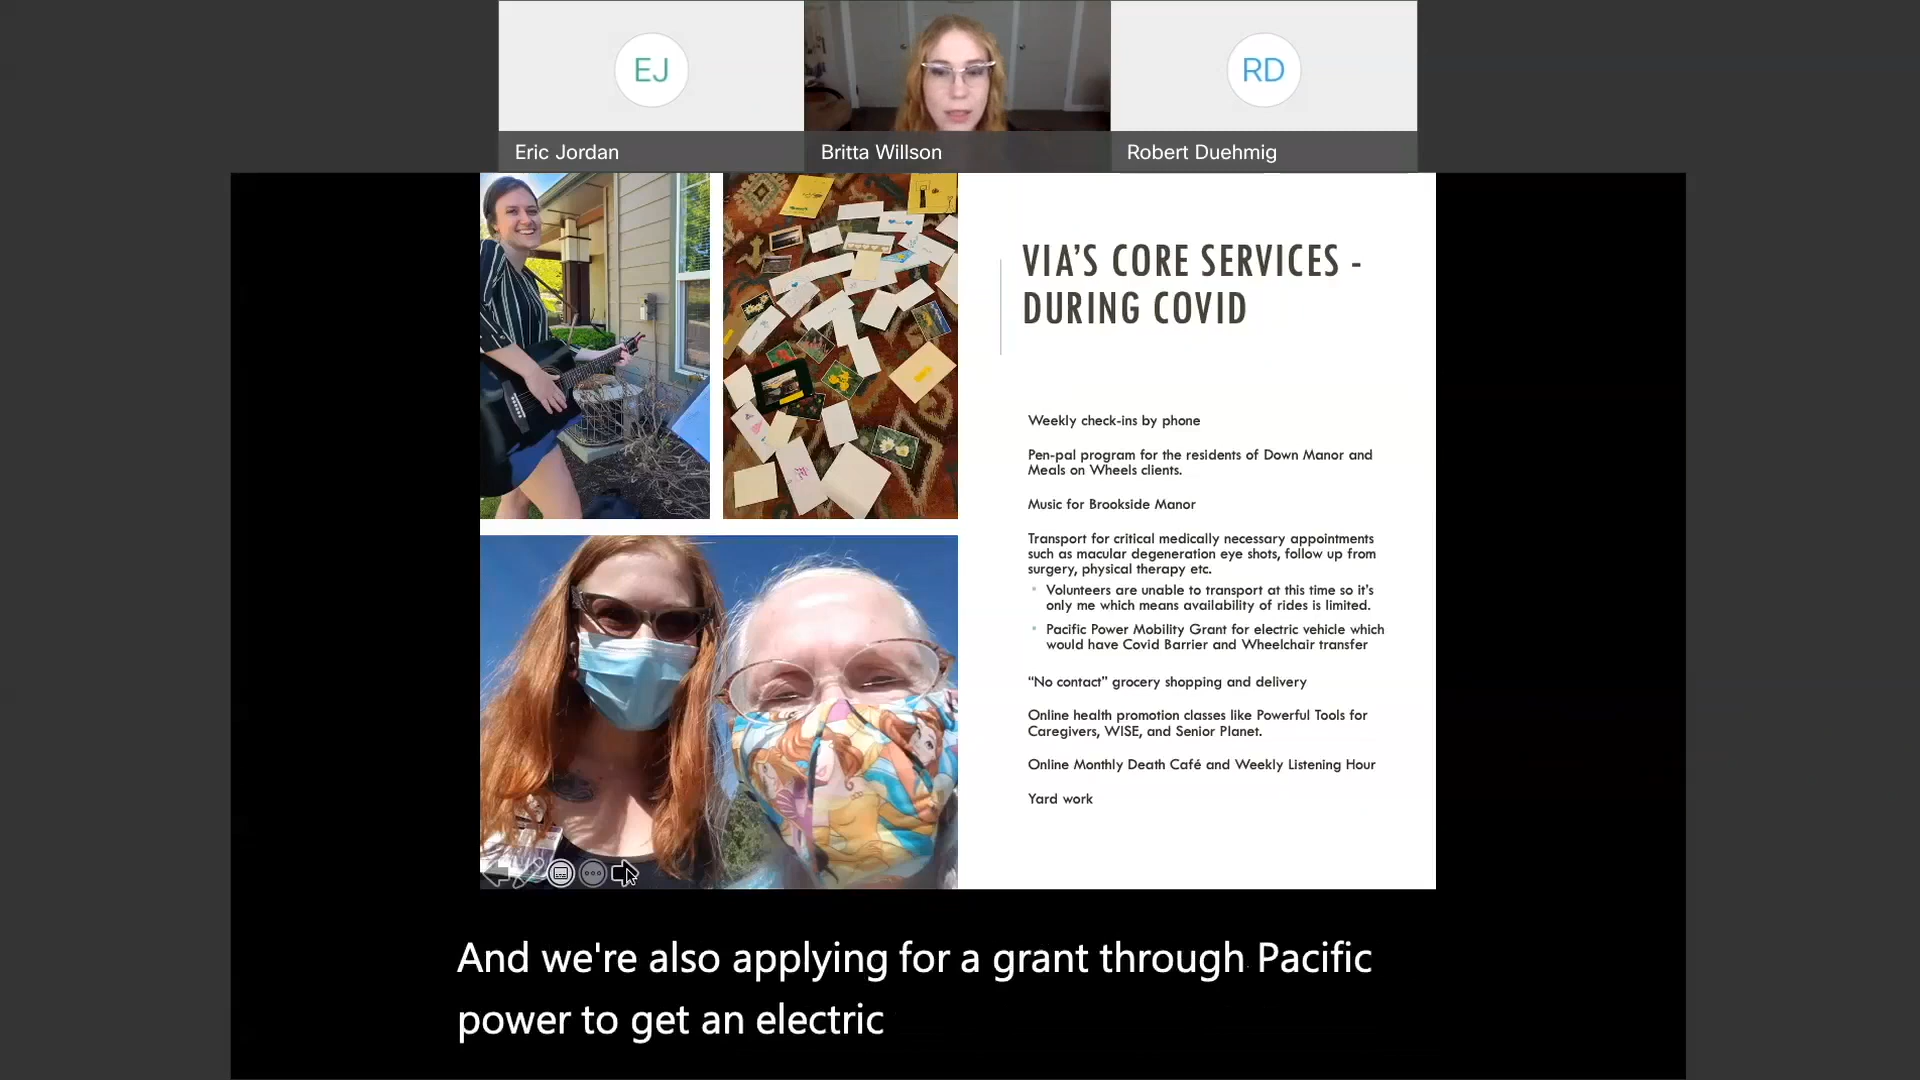 EJ
RD
Eric Jordan
Britta Willson
Robert Duehmig
VIA'S CORE SERVICES -
DURING COVID
Weekly check-ins by phone
Pen-pal program for the residents of Down Manor and
Meals on Wheels clients.
Music for Brookside Manor
Transport for critical medically necessary appointments
such as macular degeneration eye shots, follow up from
surgery, physical therapy etc.
Volunteers are unable to transport at this time so it's
only me which means availability of rides is limited.
Pacific Power Mobility Grant for electric vehicle which
would have Covid Barrier and Wheelchair transfer
“No contact” grocery shopping and delivery
Online health promotion classes like Powerful Tools for
Caregivers, WISE, and Senior Planet.
Online Monthly Death Café and Weekly Listening Hour
Yard work
And we're also applying for a grant through Pacific
power to get an electric